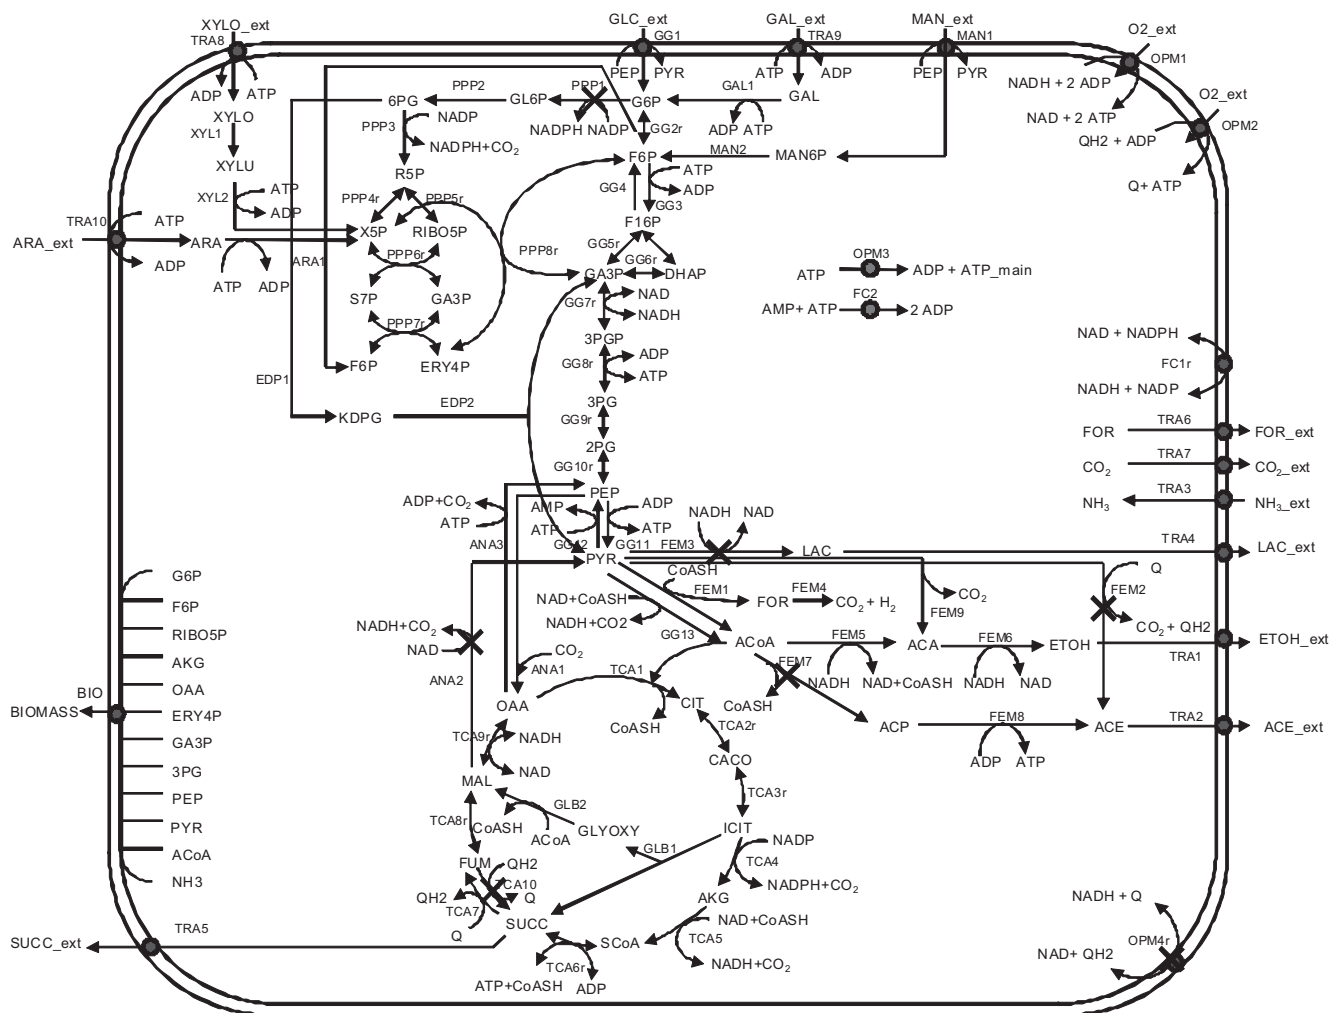 XYLO_ext
GLC_ext
GAL_ext
MAN_ext
O2_ext
TRA8
GG1
TRA9
MAN1
OPM1
PEP
PYR
ATP
ADP
PEP
PYR
NADH + 2 ADP
NAD + 2 ATP
ADP
ATP
XYLO
XYL1
XYLU
XYL2
ATP
ADP
6PG
PPP2
GL6P
PPP1
G6P
GAL1
GAL
O2_ext
OPM2
QH2 + ADP
Q+ ATP
PPP3
NADP
NADPH+CO2
NADPH NADP
GG2r
ADP ATP
F6P
MAN2
MAN6P
R5P
GG4
ATP
ADP
GG3
PPP4r
PPP5r
F16P
TRA10
ATP
ARA_ext
ARA
ADP
ATP
ADP
ARA1
X5P
RIBO5P
PPP6r
PPP8r
GG5r
GG6r
GA3P
DHAP
S7P
GA3P
PPP7r
F6P
ERY4P
GG7r
NAD
NADH
3PGP
GG8r
ADP
ATP
3PG
GG9r
2PG
GG10r
PEP
ATP
OPM3
ADP + ATP_main
AMP+ ATP
FC2
2 ADP
NAD + NADPH
FC1r
NADH + NADP
EDP1
KDPG
EDP2
FOR
TRA6
FOR_ext
CO2
TRA7
CO2_ext
NH3
TRA3
NH3_ext
ADP+CO2
ATP
ANA3
AMP
ATP
GG12
ADP
ATP
GG11
PYR
NADH
NAD
FEM3
LAC
TRA4
LAC_ext
CoASH
FEM1
FOR
FEM4
CO2 + H2
CO2
FEM9
Q
FEM2
CO2 + QH2
NAD+CoASH
NADH+CO2
GG13
ACoA
FEM5
ACA
FEM6
ETOH
TRA1
ETOH_ext
NADH
NAD+CoASH
NADH
NAD
FEM7
CoASH
ACP
FEM8
ACE
TRA2
ACE_ext
ADP
ATP
G6P
F6P
RIBO5P
AKG
OAA
BIO
BIOMASS
ERY4P
GA3P
3PG
PEP
PYR
ACoA
NH3
NADH+CO2
NAD
ANA2
ANA1
CO2
OAA
TCA1
CoASH
CIT
TCA2r
CACO
TCA3r
ICIT
TCA9r
NADH
NAD
MAL
GLB2
GLYOXY
ACoA
CoASH
TCA8r
GLB1
NADP
TCA4
NADPH+CO2
FUM
QH2
TCA10
Q
QH2
TCA7
Q
SUCC
AKG
NAD+CoASH
TCA5
NADH+CO2
SCoA
TCA6r
ATP+CoASH
ADP
TRA5
SUCC_ext
NADH + Q
OPM4r
NAD+ QH2